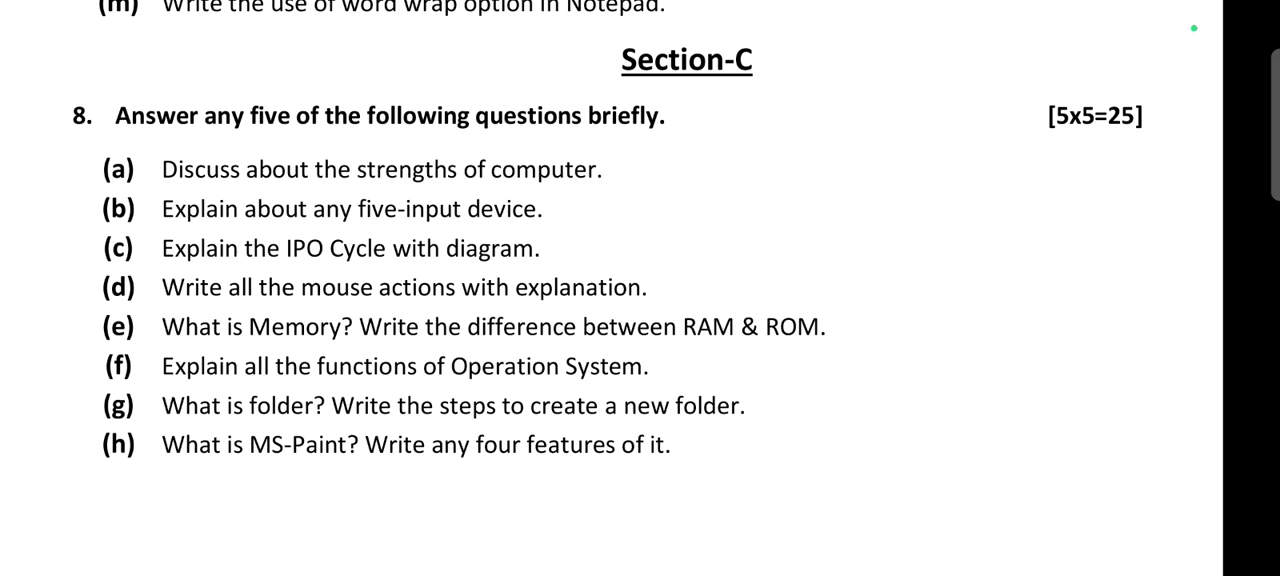 (m) Write the use of word wrap option in Notepad.
Section-C
8. Answer any five of the following questions briefly. [5x5=25]
(a) Discuss about the strengths of computer.
(b) Explain about any five-input device.
(c) Explain the IPO Cycle with diagram.
(d) Write all the mouse actions with explanation.
(e) What is Memory? Write the difference between RAM & ROM.
(f) Explain all the functions of Operation System.
(g) What is folder? Write the steps to create a new folder.
(h) What is MS-Paint? Write any four features of it.